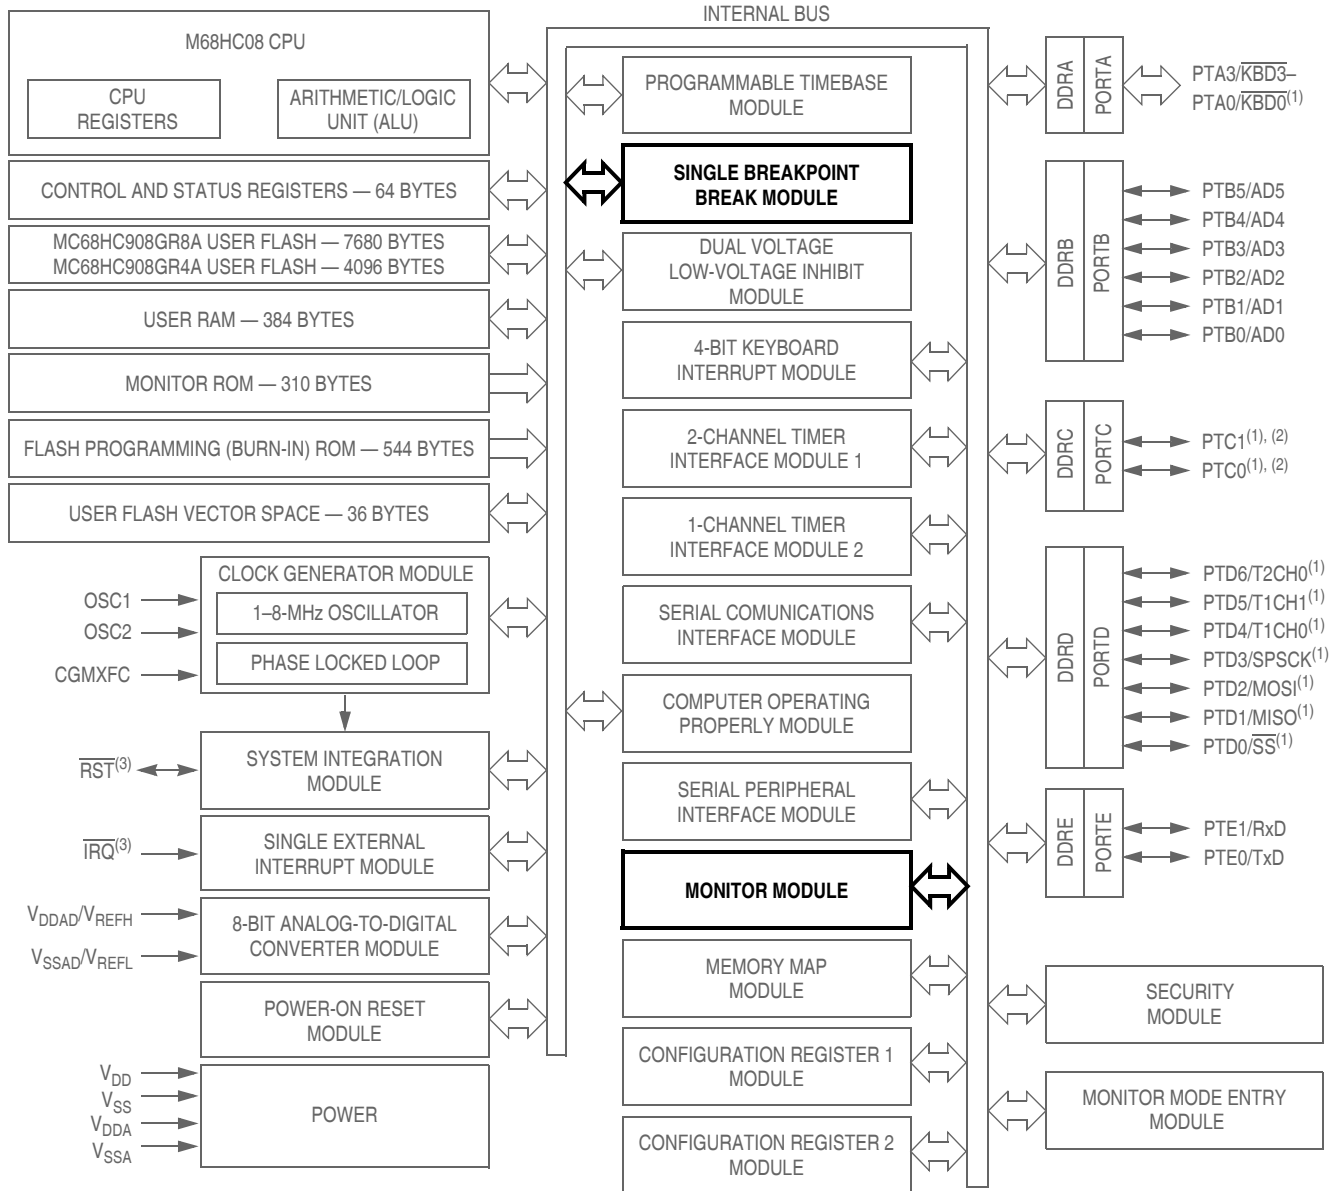 INTERNAL BUS
M68HC08 CPU
CPU
REGISTERS
ARITHMETIC/LOGIC
UNIT (ALU)
CONTROL AND STATUS REGISTERS — 64 BYTES
MC68HC908GR8A USER FLASH — 7680 BYTES
MC68HC908GR4A USER FLASH — 4096 BYTES
USER RAM — 384 BYTES
MONITOR ROM — 310 BYTES
FLASH PROGRAMMING (BURN-IN) ROM — 544 BYTES
USER FLASH VECTOR SPACE — 36 BYTES
CLOCK GENERATOR MODULE
1–8-MHz OSCILLATOR
PHASE LOCKED LOOP
OSC1
OSC2
CGMXFC
SYSTEM INTEGRATION
MODULE
RST(3)
SINGLE EXTERNAL
INTERRUPT MODULE
IRQ(3)
8-BIT ANALOG-TO-DIGITAL
CONVERTER MODULE
VDDAD/VREFH
VSSAD/VREFL
POWER-ON RESET
MODULE
POWER
VDD
VSS
VDDA
VSSA
PROGRAMMABLE TIMEBASE
MODULE
SINGLE BREAKPOINT
BREAK MODULE
DUAL VOLTAGE
LOW-VOLTAGE INHIBIT
MODULE
4-BIT KEYBOARD
INTERRUPT MODULE
2-CHANNEL TIMER
INTERFACE MODULE 1
1-CHANNEL TIMER
INTERFACE MODULE 2
SERIAL COMUNICATIONS
INTERFACE MODULE
COMPUTER OPERATING
PROPERLY MODULE
SERIAL PERIPHERAL
INTERFACE MODULE
MONITOR MODULE
MEMORY MAP
MODULE
CONFIGURATION REGISTER 1
MODULE
CONFIGURATION REGISTER 2
MODULE
DDRA
PORTA
PTA3/KBD3–
PTA0/KBD0(1)
DDRB
PORTB
PTB5/AD5
PTB4/AD4
PTB3/AD3
PTB2/AD2
PTB1/AD1
PTB0/AD0
DDRC
PORTC
PTC1(1), (2)
PTC0(1), (2)
DDRD
PORTD
PTD6/T2CH0(1)
PTD5/T1CH1(1)
PTD4/T1CH0(1)
PTD3/SPSCK(1)
PTD2/MOSI(1)
PTD1/MISO(1)
PTD0/SS(1)
DDRE
PORTE
PTE1/RxD
PTE0/TxD
SECURITY
MODULE
MONITOR MODE ENTRY
MODULE